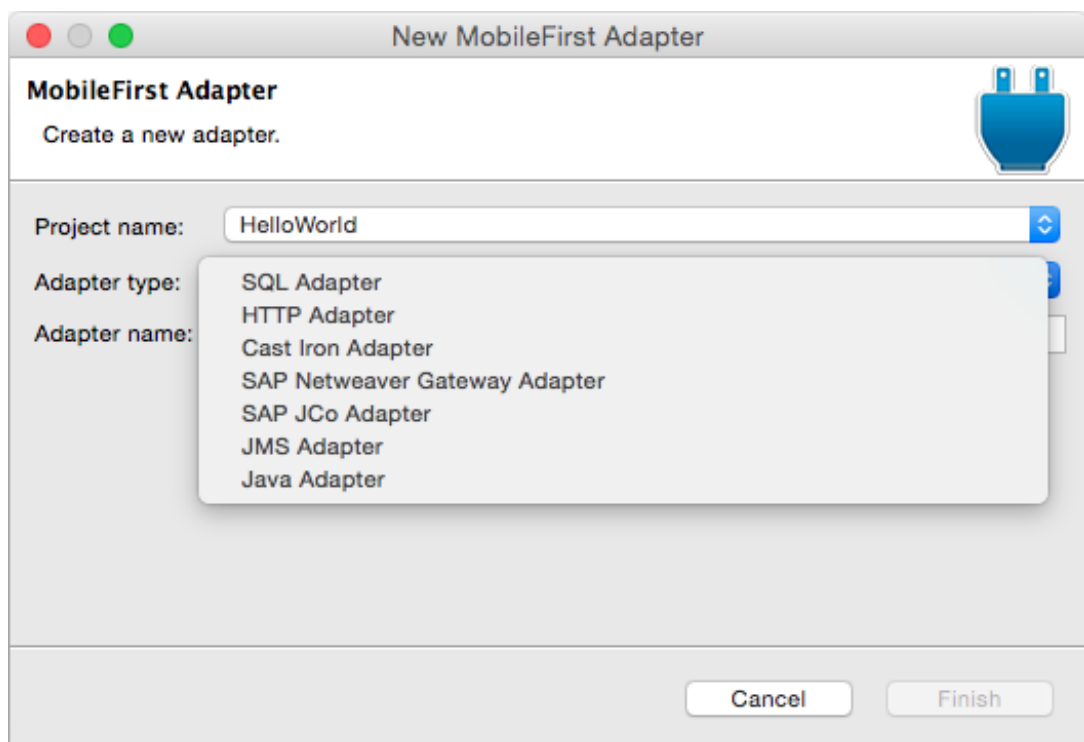 New MobileFirst Adapter
MobileFirst Adapter
Create a new adapter.
Project name: HelloWorld
Adapter type:
SQL Adapter
HTTP Adapter
Adapter name:
Cast Iron Adapter
SAP Netweaver Gateway Adapter
SAP JCo Adapter
JMS Adapter
Java Adapter
Cancel Finish